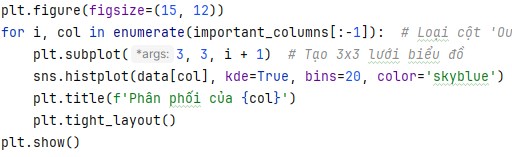 plt.figure(figsize=(15, 12))
for i, col in enumerate(important_columns[:-1]):  # Loại cột 'Ou
    plt.subplot( *args: 3, 3, i + 1)  # Tạo 3x3 lưới biểu đồ
    sns.histplot(data[col], kde=True, bins=20, color='skyblue')
    plt.title(f'Phân phối của {col}')
    plt.tight_layout()
plt.show()